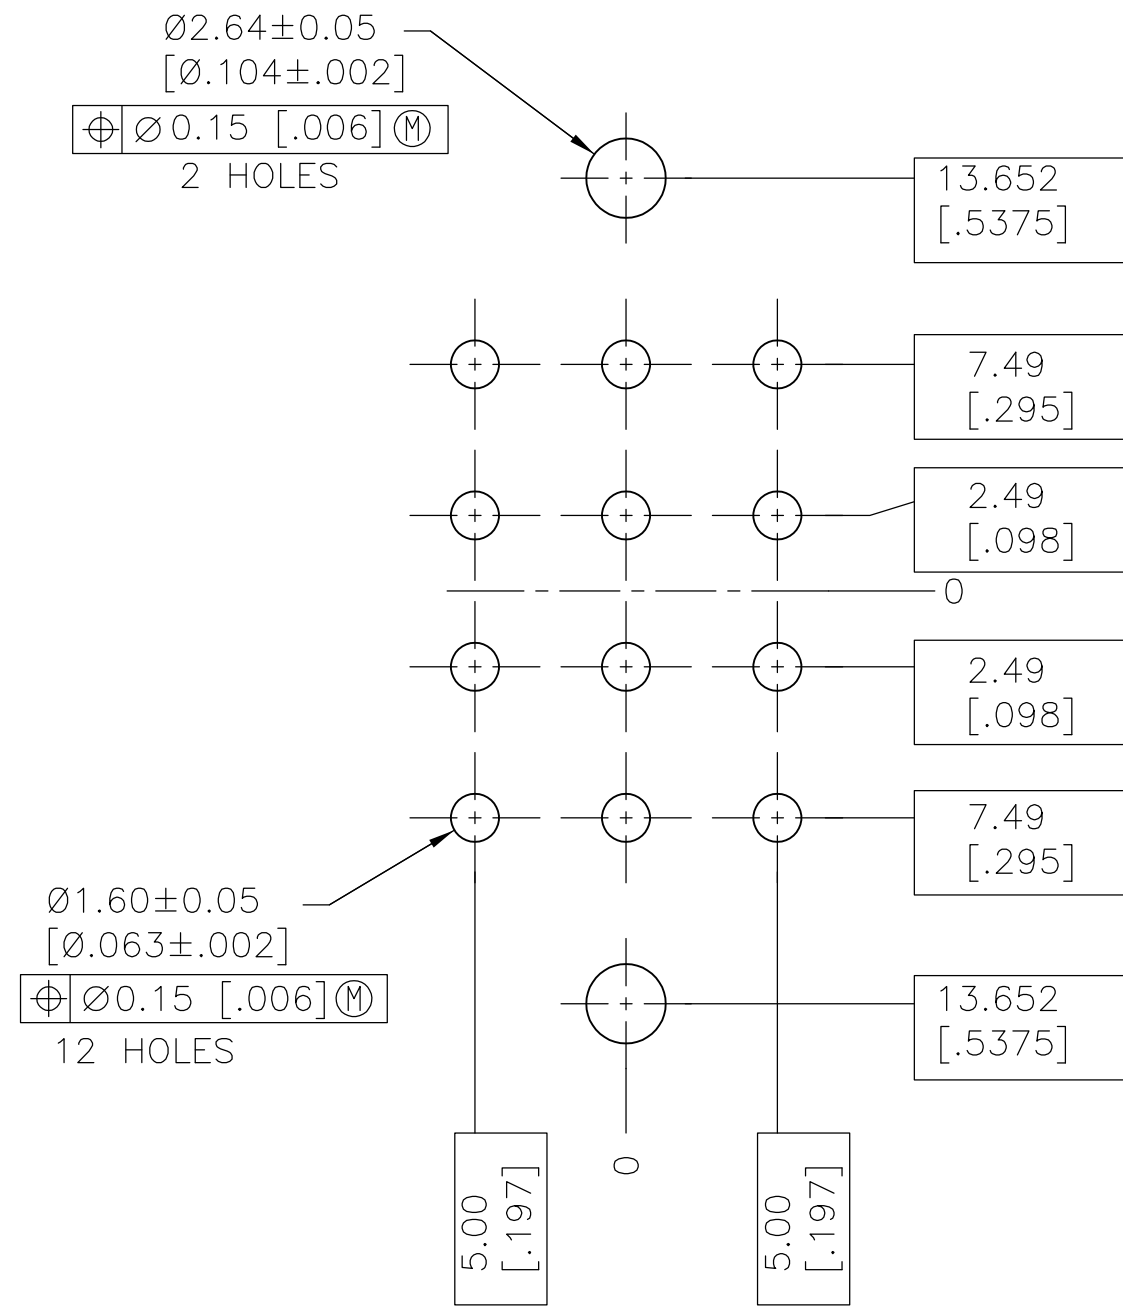 Ø2.64±0.05
[Ø.104±.002]
⌖ Ø0.15 [.006]Ⓜ
2 HOLES
13.652
[.5375]
7.49
[.295]
2.49
[.098]
0
2.49
[.098]
7.49
[.295]
Ø1.60±0.05
[Ø.063±.002]
⌖ Ø0.15 [.006]Ⓜ
12 HOLES
13.652
[.5375]
5.00
[.197]
0
5.00
[.197]